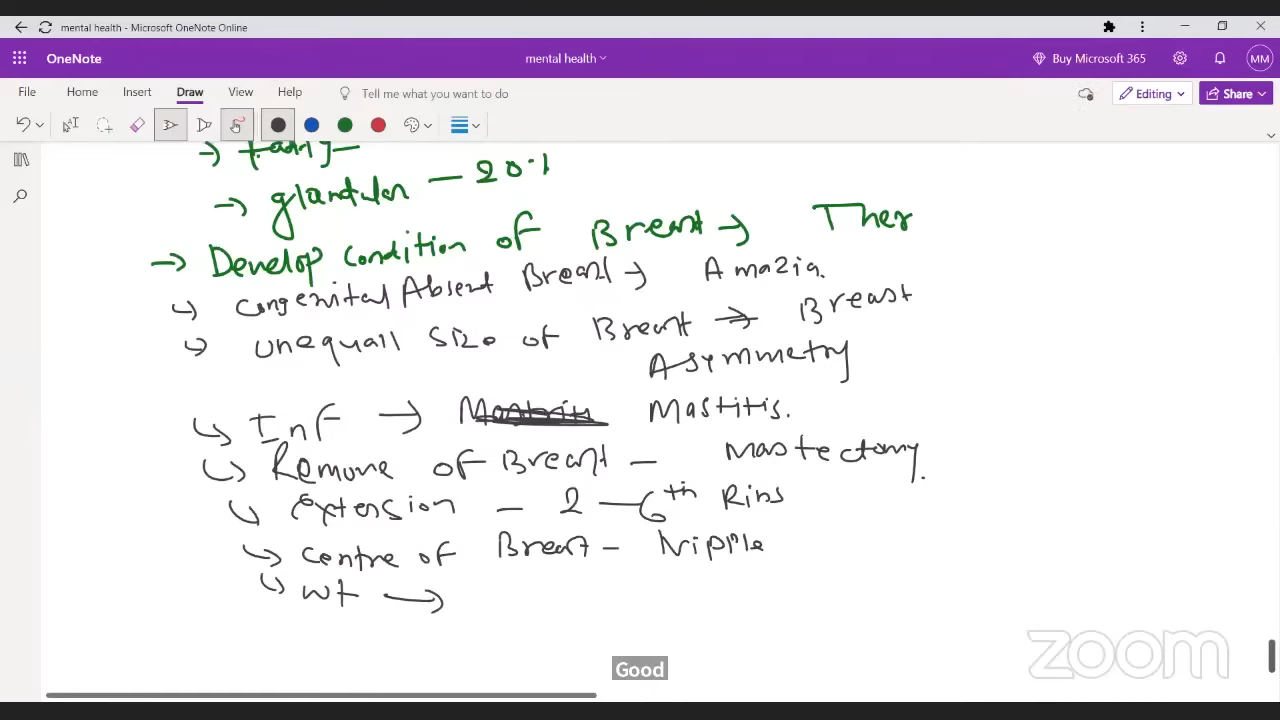 mental health - Microsoft OneNote Online
OneNote
mental health
Buy Microsoft 365
MM
File Home Insert Draw View Help Tell me what you want to do
Editing Share
→ glandular — 20%
→ Develop condition of Breast → Ther
↳ Congenital Absent Breast → Amazia.
↳ unequall size of Breast → Breast
Asymmetry
↳ Inf → Mastitis.
↳ Remove of Breast — Mastectomy.
↳ extension — 2 — 6th Ribs
↳ centre of Breast — Nipple
↳ wt →
zoom
Good